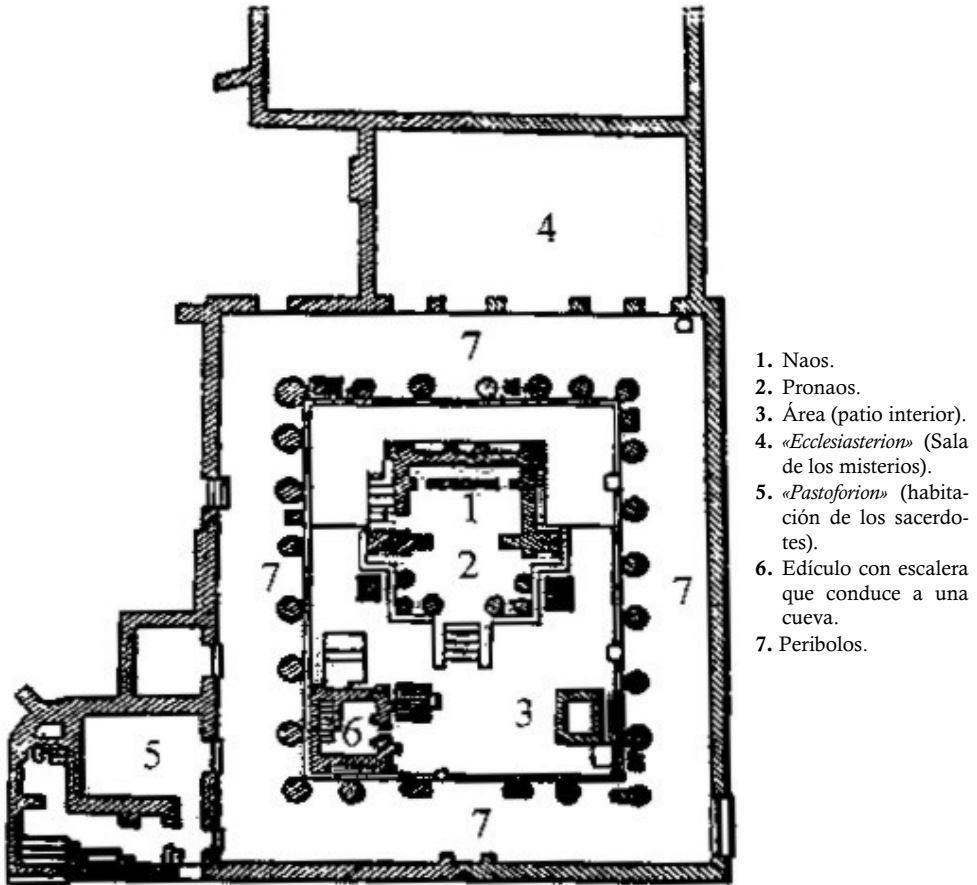 4
7
1
2
7
7
3
6
5
7
1. Naos.
2. Pronaos.
3. Área (patio interior).
4. «Ecclesiasterion» (Sala
de los misterios).
5. «Pastoforion» (habita-
ción de los sacerdo-
tes).
6. Edículo con escalera
que conduce a una
cueva.
7. Peribolos.